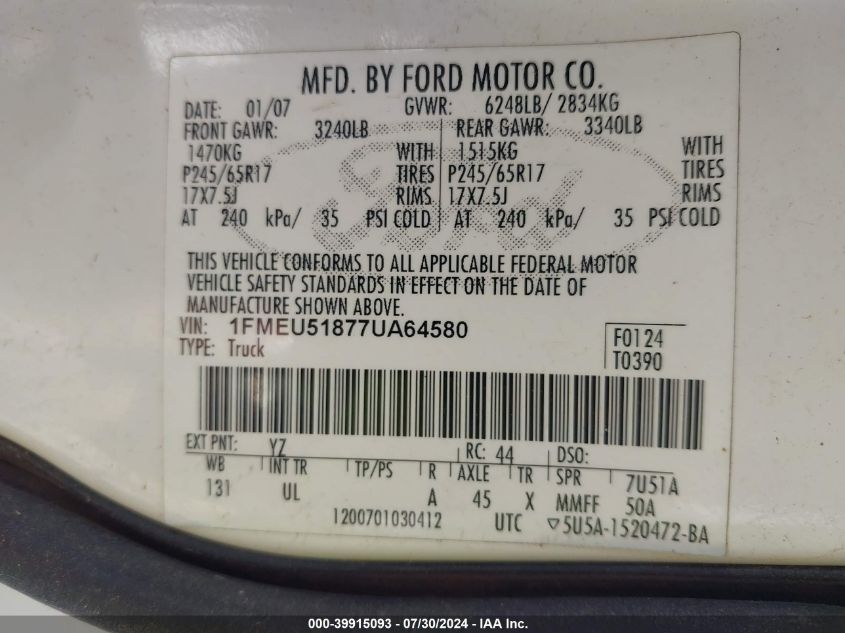 MFD. BY FORD MOTOR CO.
DATE: 01/07 GVWR: 6248LB/ 2834KG
FRONT GAWR: 3240LB REAR GAWR: 3340LB
1470KG WITH 1515KG WITH
P245/65R17 TIRES P245/65R17 TIRES
17X7.5J RIMS 17X7.5J RIMS
AT 240 kPa/ 35 PSI COLD AT 240 kPa/ 35 PSI COLD
Ford
THIS VEHICLE CONFORMS TO ALL APPLICABLE FEDERAL MOTOR
VEHICLE SAFETY STANDARDS IN EFFECT ON THE DATE OF
MANUFACTURE SHOWN ABOVE.
VIN: 1FMEU51877UA64580
TYPE: Truck
F0124
T0390
EXT PNT: YZ RC: 44 DSO:
WB INT TR TP/PS R AXLE TR SPR 7U51A
131 UL A 45 X MMFF 50A
1200701030412 UTC ▽5U5A-1520472-BA
000-39915093 / 07/30/2024 - IAA Inc.